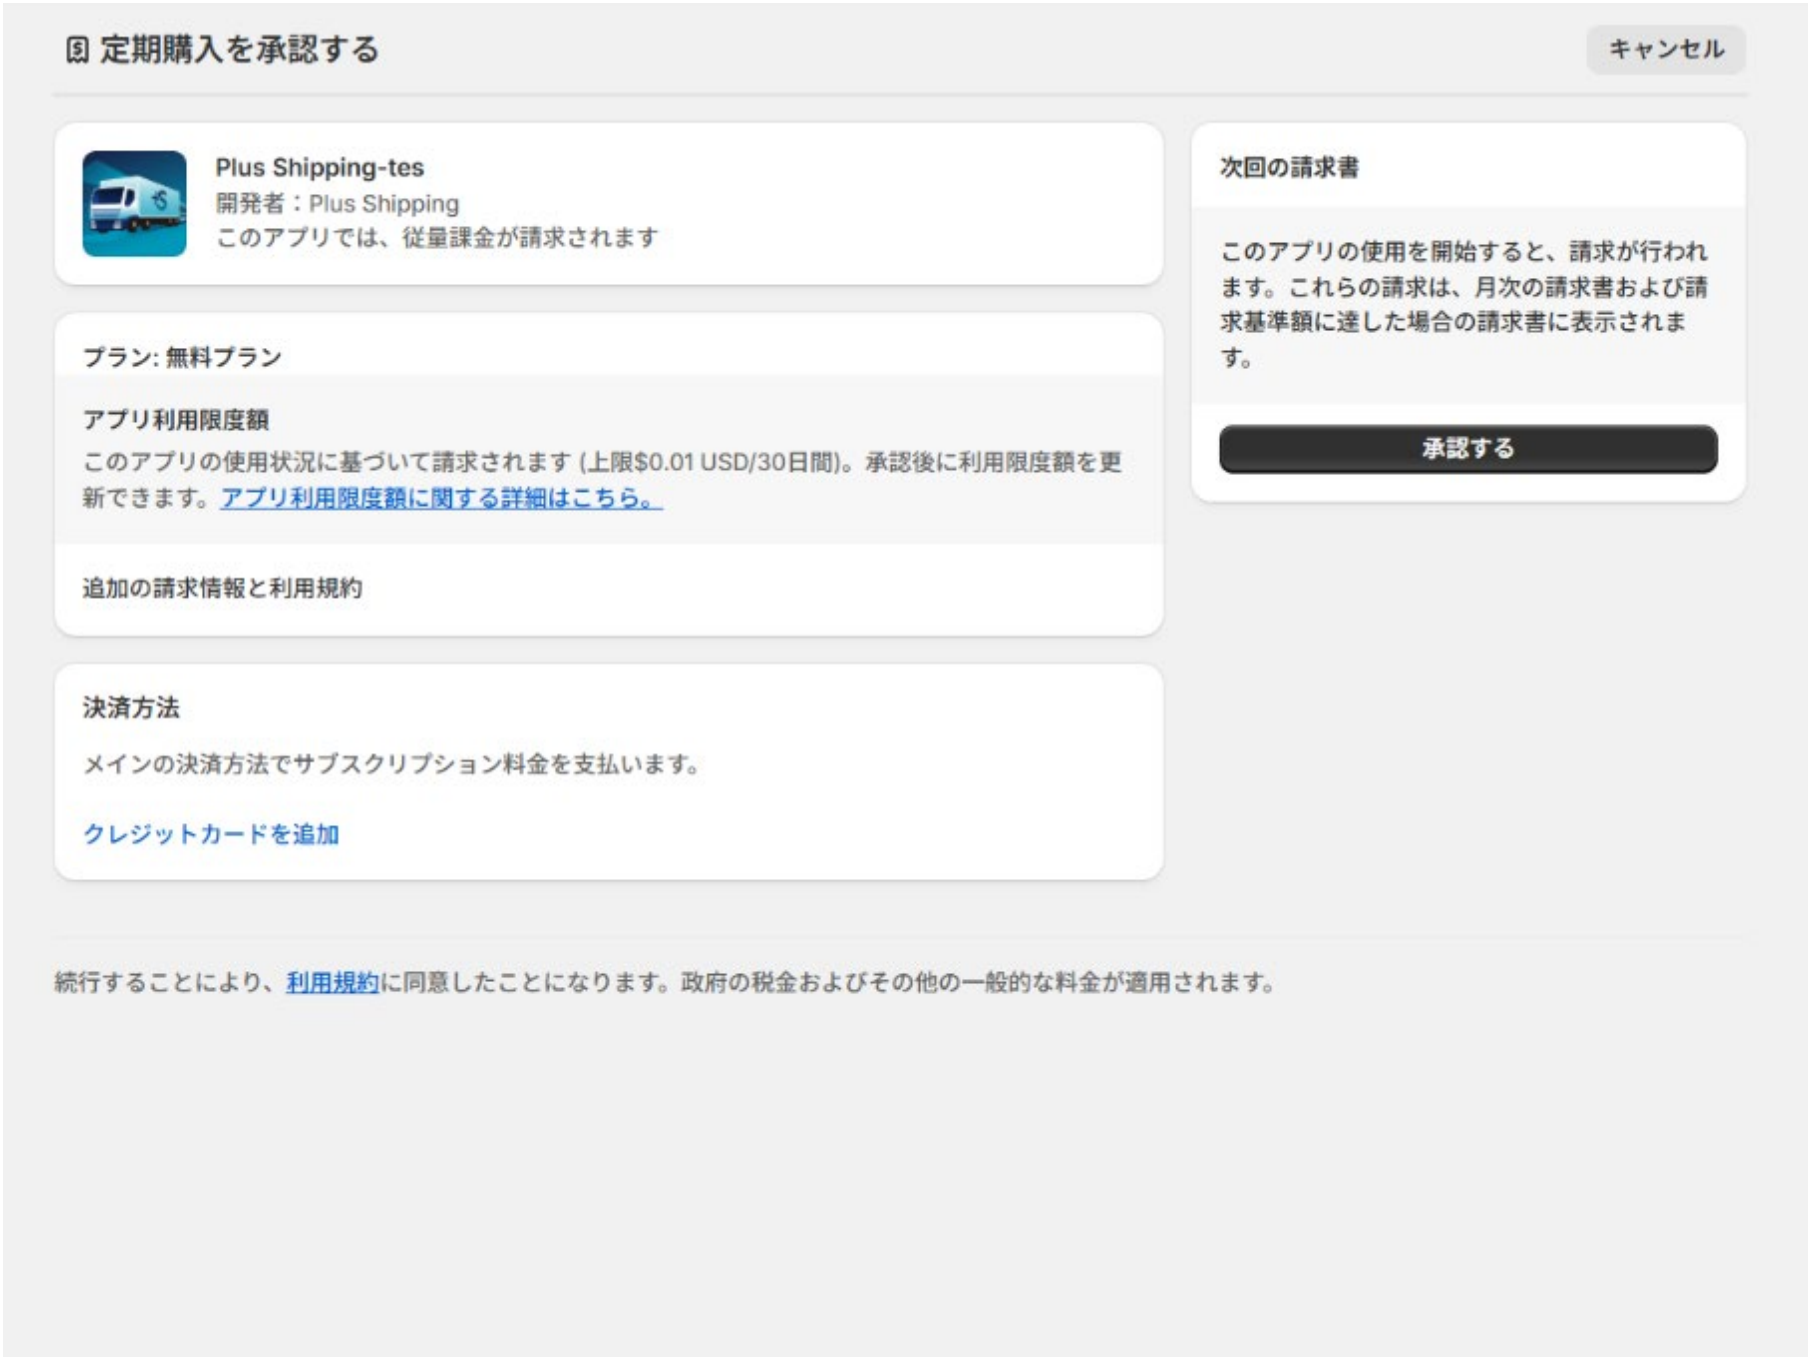 定期購入を承認する
キャンセル
Plus Shipping-tes
開発者：Plus Shipping
このアプリでは、従量課金が請求されます
プラン: 無料プラン
アプリ利用限度額
このアプリの使用状況に基づいて請求されます (上限$0.01 USD/30日間)。承認後に利用限度額を更
新できます。アプリ利用限度額に関する詳細はこちら。
追加の請求情報と利用規約
決済方法
メインの決済方法でサブスクリプション料金を支払います。
クレジットカードを追加
次回の請求書
このアプリの使用を開始すると、請求が行われ
ます。これらの請求は、月次の請求書および請
求基準額に達した場合の請求書に表示されま
す。
承認する
続行することにより、利用規約に同意したことになります。政府の税金およびその他の一般的な料金が適用されます。